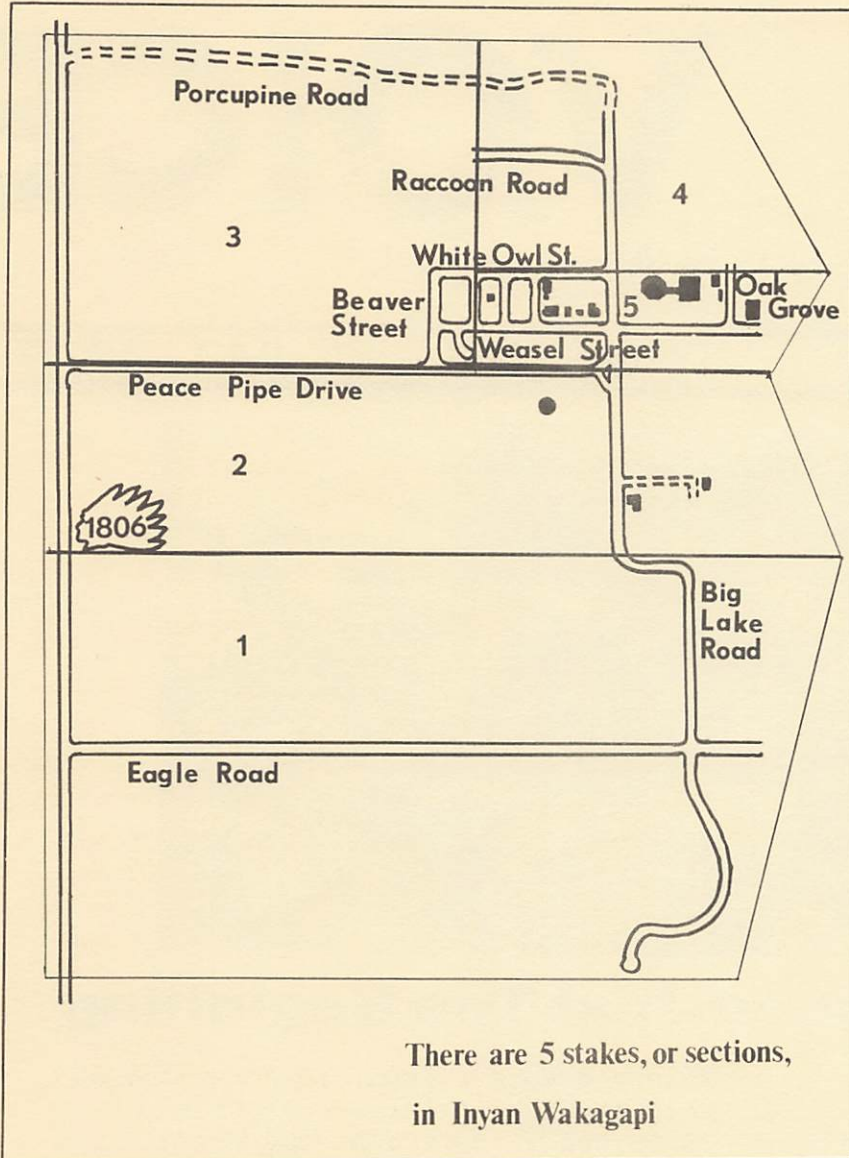 Porcupine Road
Raccoon Road
4
3
White Owl St.
Beaver
Street
5
Oak
Grove
Weasel Street
Peace Pipe Drive
2
1806
Big
Lake
Road
1
Eagle Road
There are 5 stakes, or sections,
in Inyan Wakagapi